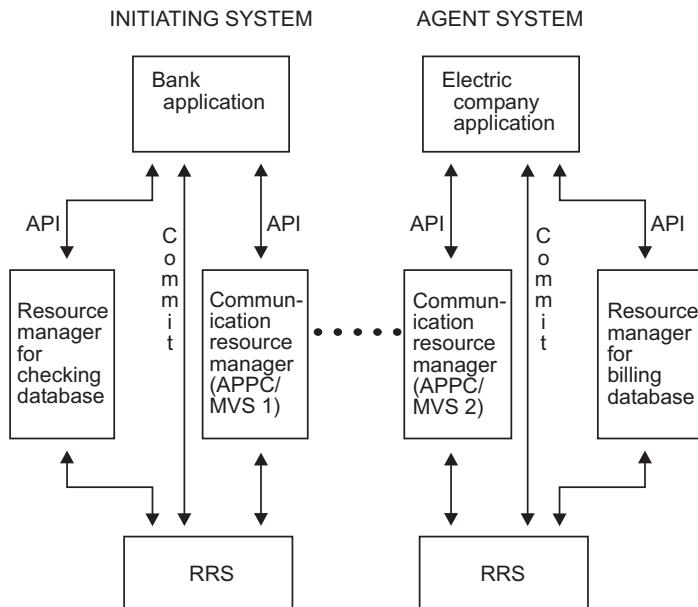 INITIATING SYSTEM
AGENT SYSTEM
Bank
application
Electric
company
application
API
Commit
API
API
Commit
API
Resource
manager
for
checking
database
Commun-
ication
resource
manager
(APPC/
MVS 1)
Commun-
ication
resource
manager
(APPC/
MVS 2)
Resource
manager
for
billing
database
RRS
RRS